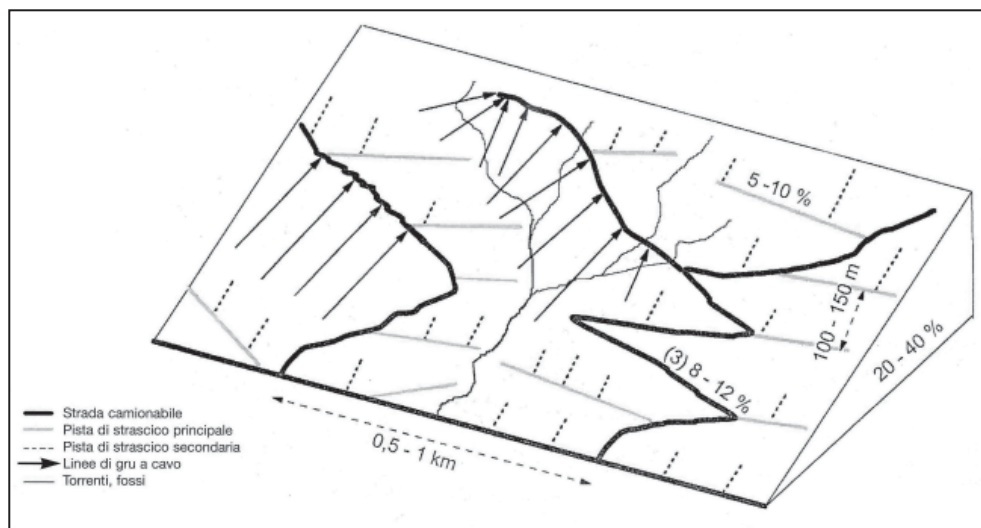 5 -10 %
100 - 150 m
20 - 40 %
(3) 8 - 12 %
0,5 - 1 km
Strada camionabile
Pista di strascico principale
Pista di strascico secondaria
Linee di gru a cavo
Torrenti, fossi